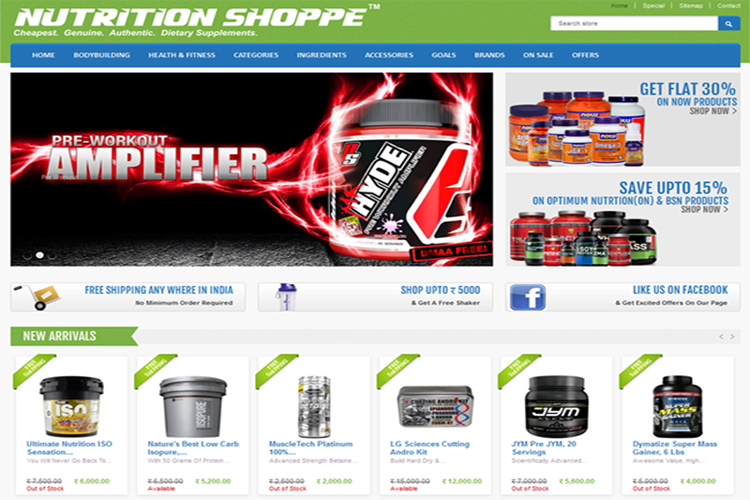 NUTRITION SHOPPE™
Cheapest. Genuine. Authentic. Dietary Supplements.
Home | Special | Sitemap | Contact
Search store
HOME BODYBUILDING HEALTH & FITNESS CATEGORIES INGREDIENTS ACCESSORIES GOALS BRANDS ON SALE OFFERS
PRE-WORKOUT
AMPLIFIER
HYDE
DMAA FREE!
GET FLAT 30%
ON NOW PRODUCTS
SHOP NOW >
SAVE UPTO 15%
ON OPTIMUM NUTRTION(ON) & BSN PRODUCTS
SHOP NOW >
FREE SHIPPING ANY WHERE IN INDIA
No Minimum Order Required
SHOP UPTO ₹ 5000
& Get A Free Shaker
LIKE US ON FACEBOOK
& Get Excited Offers On Our Page
NEW ARRIVALS
FREE SHIPPING
FREE SHIPPING
FREE SHIPPING
FREE SHIPPING
FREE SHIPPING
FREE SHIPPING
ISO
ISOPURE
JYM
SUPER MASS GAINER
Ultimate Nutrition ISO
Sensation...
You Will Never Go Back To...
₹ 7,500.00 ₹ 6,000.00
Out of Stock
Nature's Best Low Carb
Isopure,...
With 50 Grams Of Protein...
₹ 6,500.00 ₹ 5,200.00
Available
MuscleTech Platinum
100%...
Advanced Strength Betaine...
₹ 2,500.00 ₹ 2,000.00
Out of Stock
LG Sciences Cutting
Andro Kit
Build Hard Dry &...
₹ 15,000.00 ₹ 12,000.00
Available
JYM Pre JYM, 20
Servings
Scientifically Advanced...
₹ 7,000.00 ₹ 5,600.00
Out of Stock
Dymatize Super Mass
Gainer, 6 Lbs
Awesome Value, High...
₹ 5,000.00 ₹ 4,000.00
Out of Stock